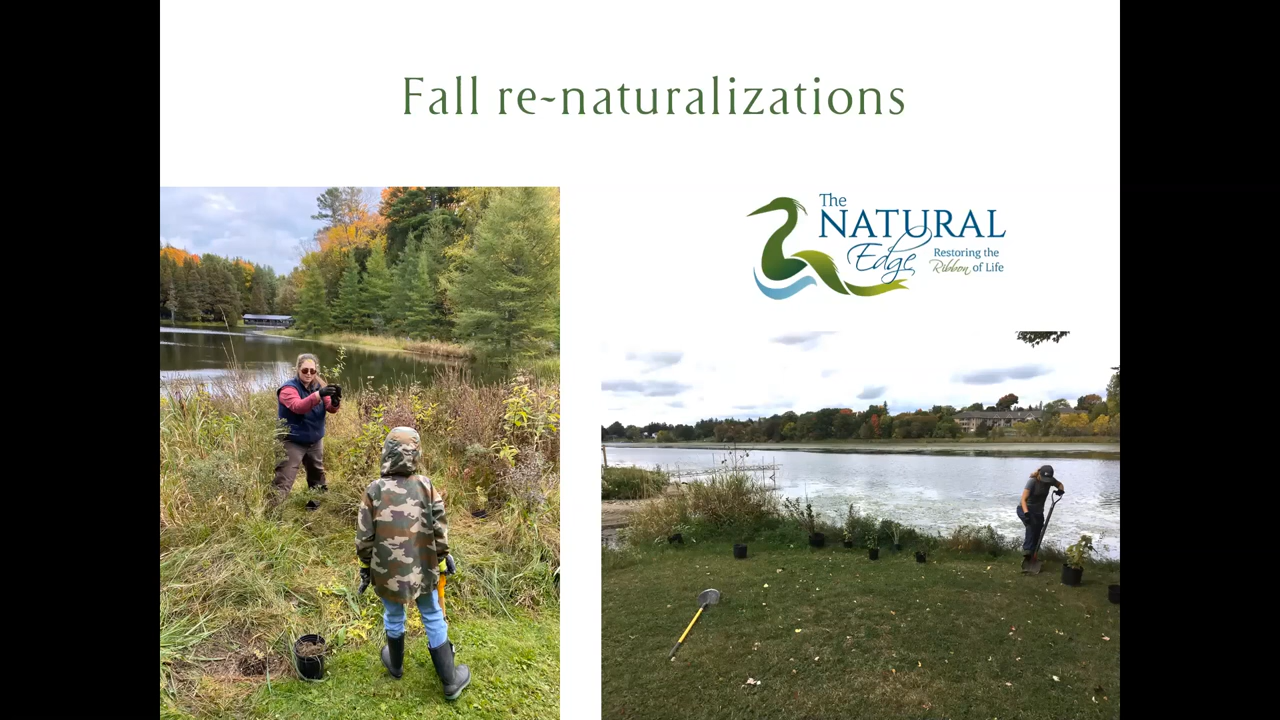 Fall re-naturalizations
The
NATURAL
Edge
Restoring the
Ribbon of Life